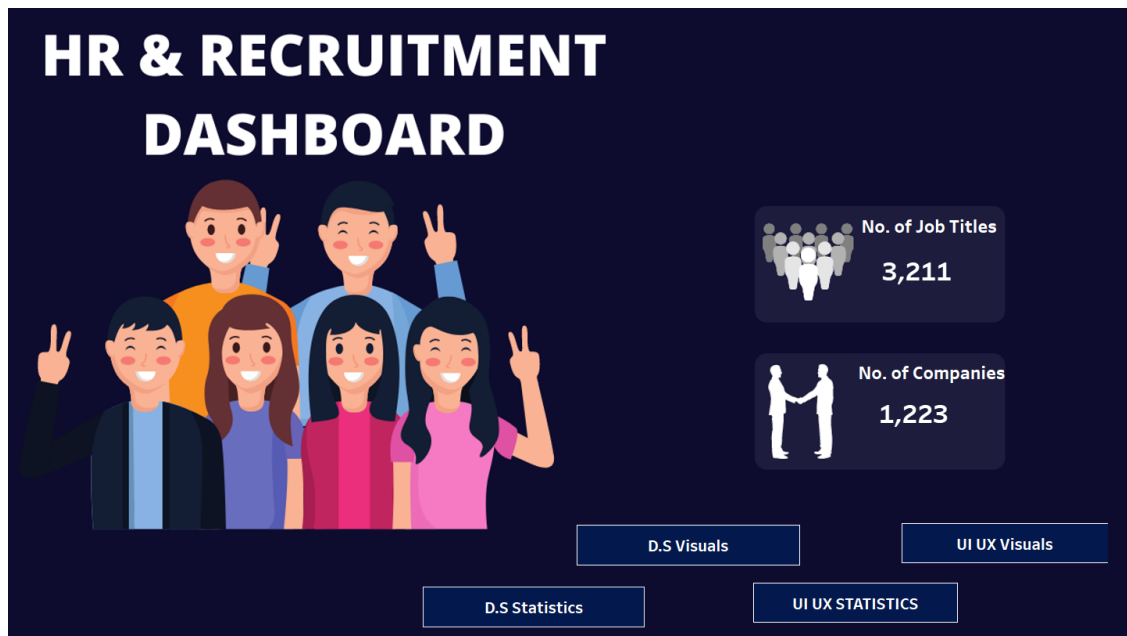 HR & RECRUITMENT
DASHBOARD
No. of Job Titles
3,211
No. of Companies
1,223
D.S Visuals
UI UX Visuals
D.S Statistics
UI UX STATISTICS